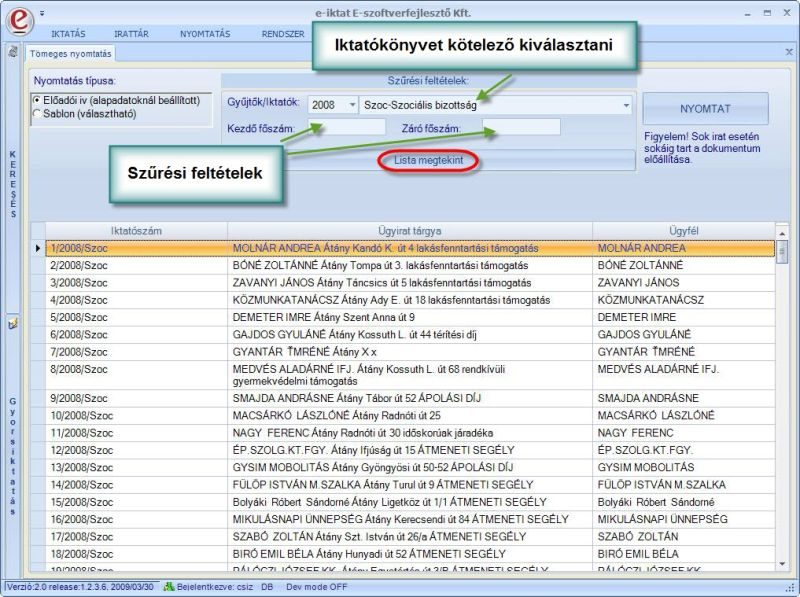 e-iktat E-szoftverfejlesztő Kft.
IKTATÁS IRATTÁR NYOMTATÁS RENDSZER
Iktatókönyvet kötelező kiválasztani
Tömeges nyomtatás
Nyomtatás típusa:
Előadói iv (alapadatoknál beállított)
Sablon (választható)
Szűrési feltételek:
Gyűjtők/Iktatók: 2008 Szoc-Szociális bizottság
Kezdő főszám: Záró főszám:
Lista megtekint
NYOMTAT
Figyelem! Sok irat esetén
sokáig tart a dokumentum
előállítása.
Szűrési feltételek
KERESÉS
Gyorsiktatás
Iktatószám Ügyirat tárgya Ügyfél
1/2008/Szoc MOLNÁR ANDREA Átány Kandó K. út 4 lakásfenntartási támogatás MOLNÁR ANDREA
2/2008/Szoc BÓNÉ ZOLTÁNNÉ Átány Tompa út 3. lakásfenntartási támogatás BÓNÉ ZOLTÁNNÉ
3/2008/Szoc ZAVANYI JÁNOS Átány Táncsics út 5 lakásfenntartási támogatás ZAVANYI JÁNOS
4/2008/Szoc KÖZMUNKATANÁCSZ Átány Ady E. út 18 lakásfenntartási támogatás KÖZMUNKATANÁCSZ
5/2008/Szoc DEMETER IMRE Átány Szent Anna út 9 DEMETER IMRE
6/2008/Szoc GAJDOS GYULÁNÉ Átány Kossuth L. út 44 térítési díj GAJDOS GYULÁNÉ
7/2008/Szoc GYANTÁR ŤMRÉNÉ Átány X x GYANTÁR ŤMRÉNÉ
8/2008/Szoc MEDVÉS ALADÁRNÉ IFJ. Átány Kossuth L. út 68 rendkívüli MEDVÉS ALADÁRNÉ IFJ.
gyermekvédelmi támogatás
9/2008/Szoc SMAJDA ANDRÁSNE Átány Tábor út 52 ÁPOLÁSI DÍJ SMAJDA ANDRÁSNE
10/2008/Szoc MACSÁRKÓ LÁSZLÓNÉ Átány Radnóti út 25 MACSÁRKÓ LÁSZLÓNÉ
11/2008/Szoc NAGY FERENC Átány Radnóti út 30 időskorúak járadéka NAGY FERENC
12/2008/Szoc ÉP.SZOLG.KT.FGY. Átány Ifjúság út 15 ÁTMENETI SEGÉLY ÉP.SZOLG.KT.FGY.
13/2008/Szoc GYSIM MOBOLITÁS Átány Gyöngyösi út 50-52 ÁPOLÁSI DÍJ GYSIM MOBOLITÁS
14/2008/Szoc FÜLÖP ISTVÁN M.SZALKA Átány Turul út 9 ÁTMENETI SEGÉLY FÜLÖP ISTVÁN M.SZALKA
15/2008/Szoc Bolyáki Róbert Sándorné Átány Ligetköz út 1/1 ÁTMENETI SEGÉLY Bolyáki Róbert Sándorné
16/2008/Szoc MIKULÁSNAPI ÜNNEPSÉG Átány Kerecsendi út 84 ÁTMENETI SEGÉLY MIKULÁSNAPI ÜNNEPSÉG
17/2008/Szoc SZABÓ ZOLTÁN Átány Szt. István út 26/a ÁTMENETI SEGÉLY SZABÓ ZOLTÁN
18/2008/Szoc BIRÓ EMIL BÉLA Átány Hunyadi út 52 ÁTMENETI SEGÉLY BIRÓ EMIL BÉLA
Verzió:2.0 release:1.2.3.6, 2009/03/30 Bejelentkezve: csiz DB Dev mode OFF